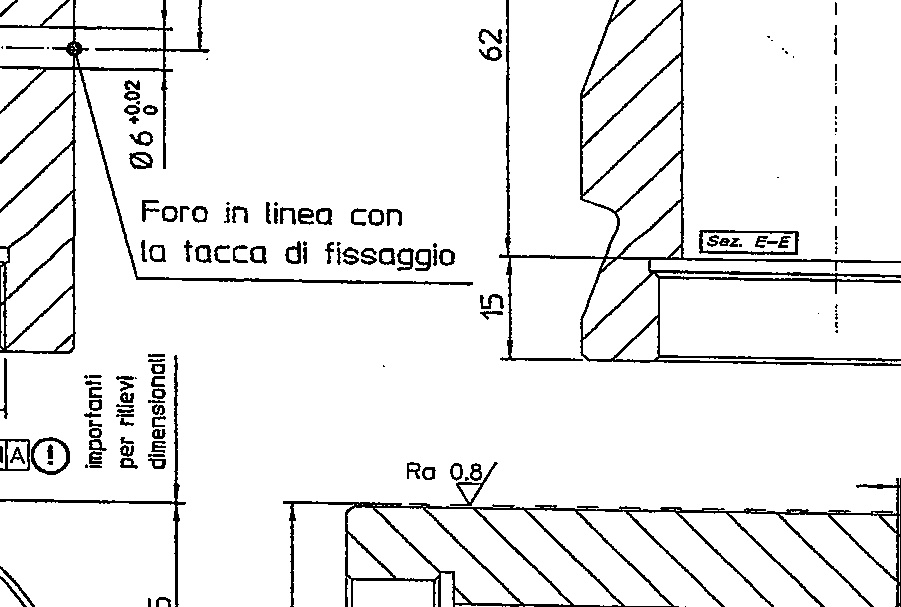 62
Ø6 +0.02
0
Foro in linea con
la tacca di fissaggio
Sez. E-E
15
importanti
per rilievi
dimensionali
A
!
Ra 0.8